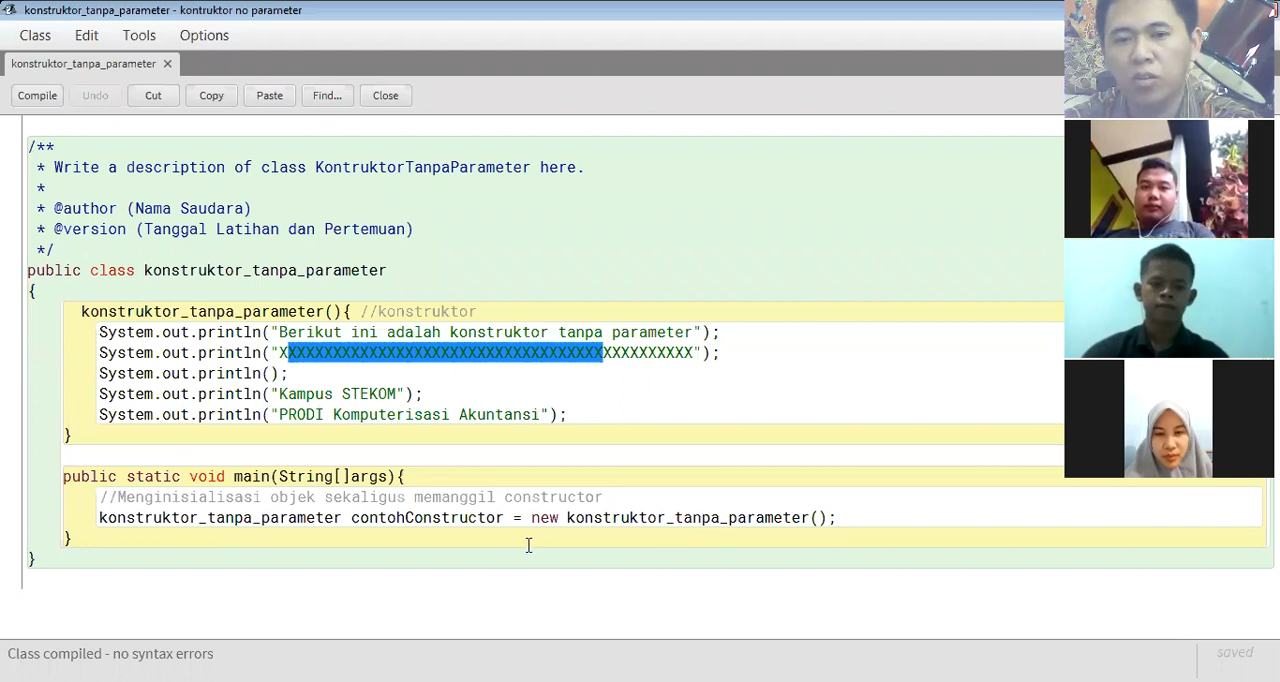 konstruktor_tanpa_parameter - kontruktor no parameter
Class Edit Tools Options
konstruktor_tanpa_parameter ×
Compile Undo Cut Copy Paste Find... Close
/**
 * Write a description of class KontruktorTanpaParameter here.
 *
 * @author (Nama Saudara)
 * @version (Tanggal Latihan dan Pertemuan)
 */
public class konstruktor_tanpa_parameter
{
konstruktor_tanpa_parameter(){ //konstruktor
System.out.println("Berikut ini adalah konstruktor tanpa parameter");
System.out.println("XXXXXXXXXXXXXXXXXXXXXXXXXXXXXXXXXXXXXXXXXXXXXX");
System.out.println();
System.out.println("Kampus STEKOM");
System.out.println("PRODI Komputerisasi Akuntansi");
}
public static void main(String[]args){
//Menginisialisasi objek sekaligus memanggil constructor
konstruktor_tanpa_parameter contohConstructor = new konstruktor_tanpa_parameter();
}
}
Class compiled - no syntax errors
saved